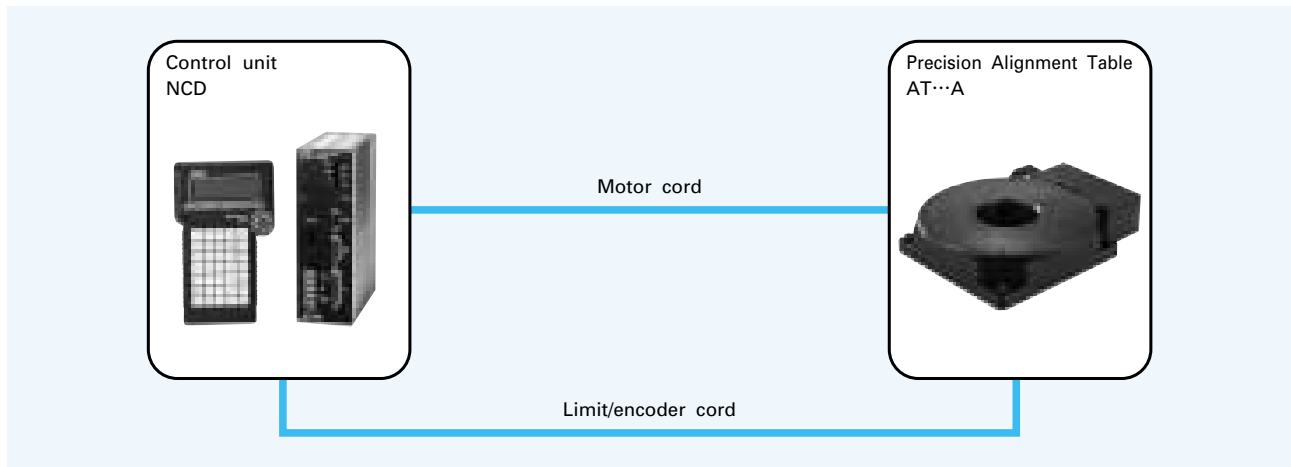 Control unit
NCD
Precision Alignment Table
AT···A
Motor cord
Limit/encoder cord